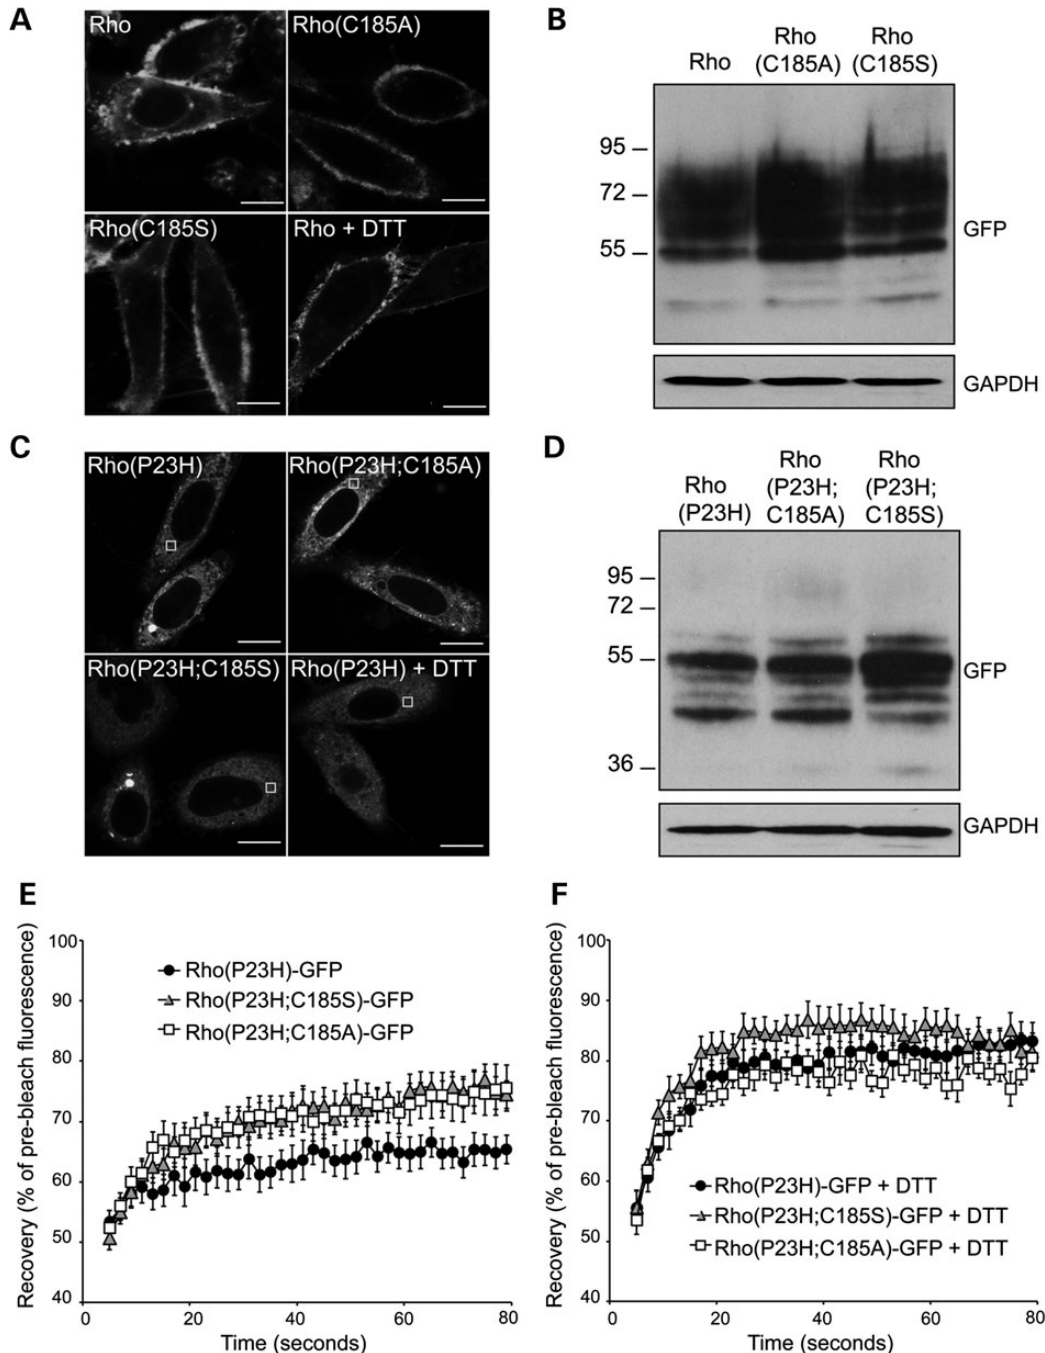 A
Rho
Rho(C185A)
Rho(C185S)
Rho + DTT
B
Rho
Rho
(C185A)
Rho
(C185S)
95
72
55
GFP
GAPDH
C
Rho(P23H)
Rho(P23H;C185A)
Rho(P23H;C185S)
Rho(P23H) + DTT
D
Rho
(P23H)
Rho
(P23H;
C185A)
Rho
(P23H;
C185S)
95
72
55
36
GFP
GAPDH
E
Recovery (% of pre-bleach fluorescence)
100
90
80
70
60
50
40
Rho(P23H)-GFP
Rho(P23H;C185S)-GFP
Rho(P23H;C185A)-GFP
0
20
40
60
80
Time (seconds)
F
Recovery (% of pre-bleach fluorescence)
100
90
80
70
60
50
40
Rho(P23H)-GFP + DTT
Rho(P23H;C185S)-GFP + DTT
Rho(P23H;C185A)-GFP + DTT
0
20
40
60
80
Time (seconds)